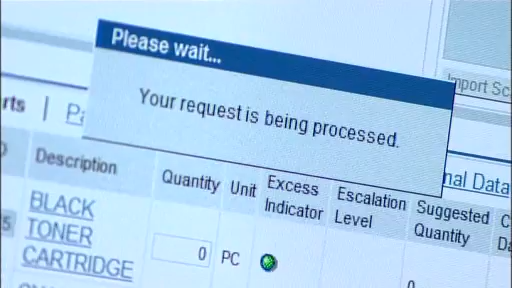 Please wait...
Import Sc
Your request is being processed.
rts | Pa
nal Data
Description Quantity Unit Excess Indicator Escalation Level Suggested Quantity
BLACK
TONER
CARTRIDGE
0 PC
0